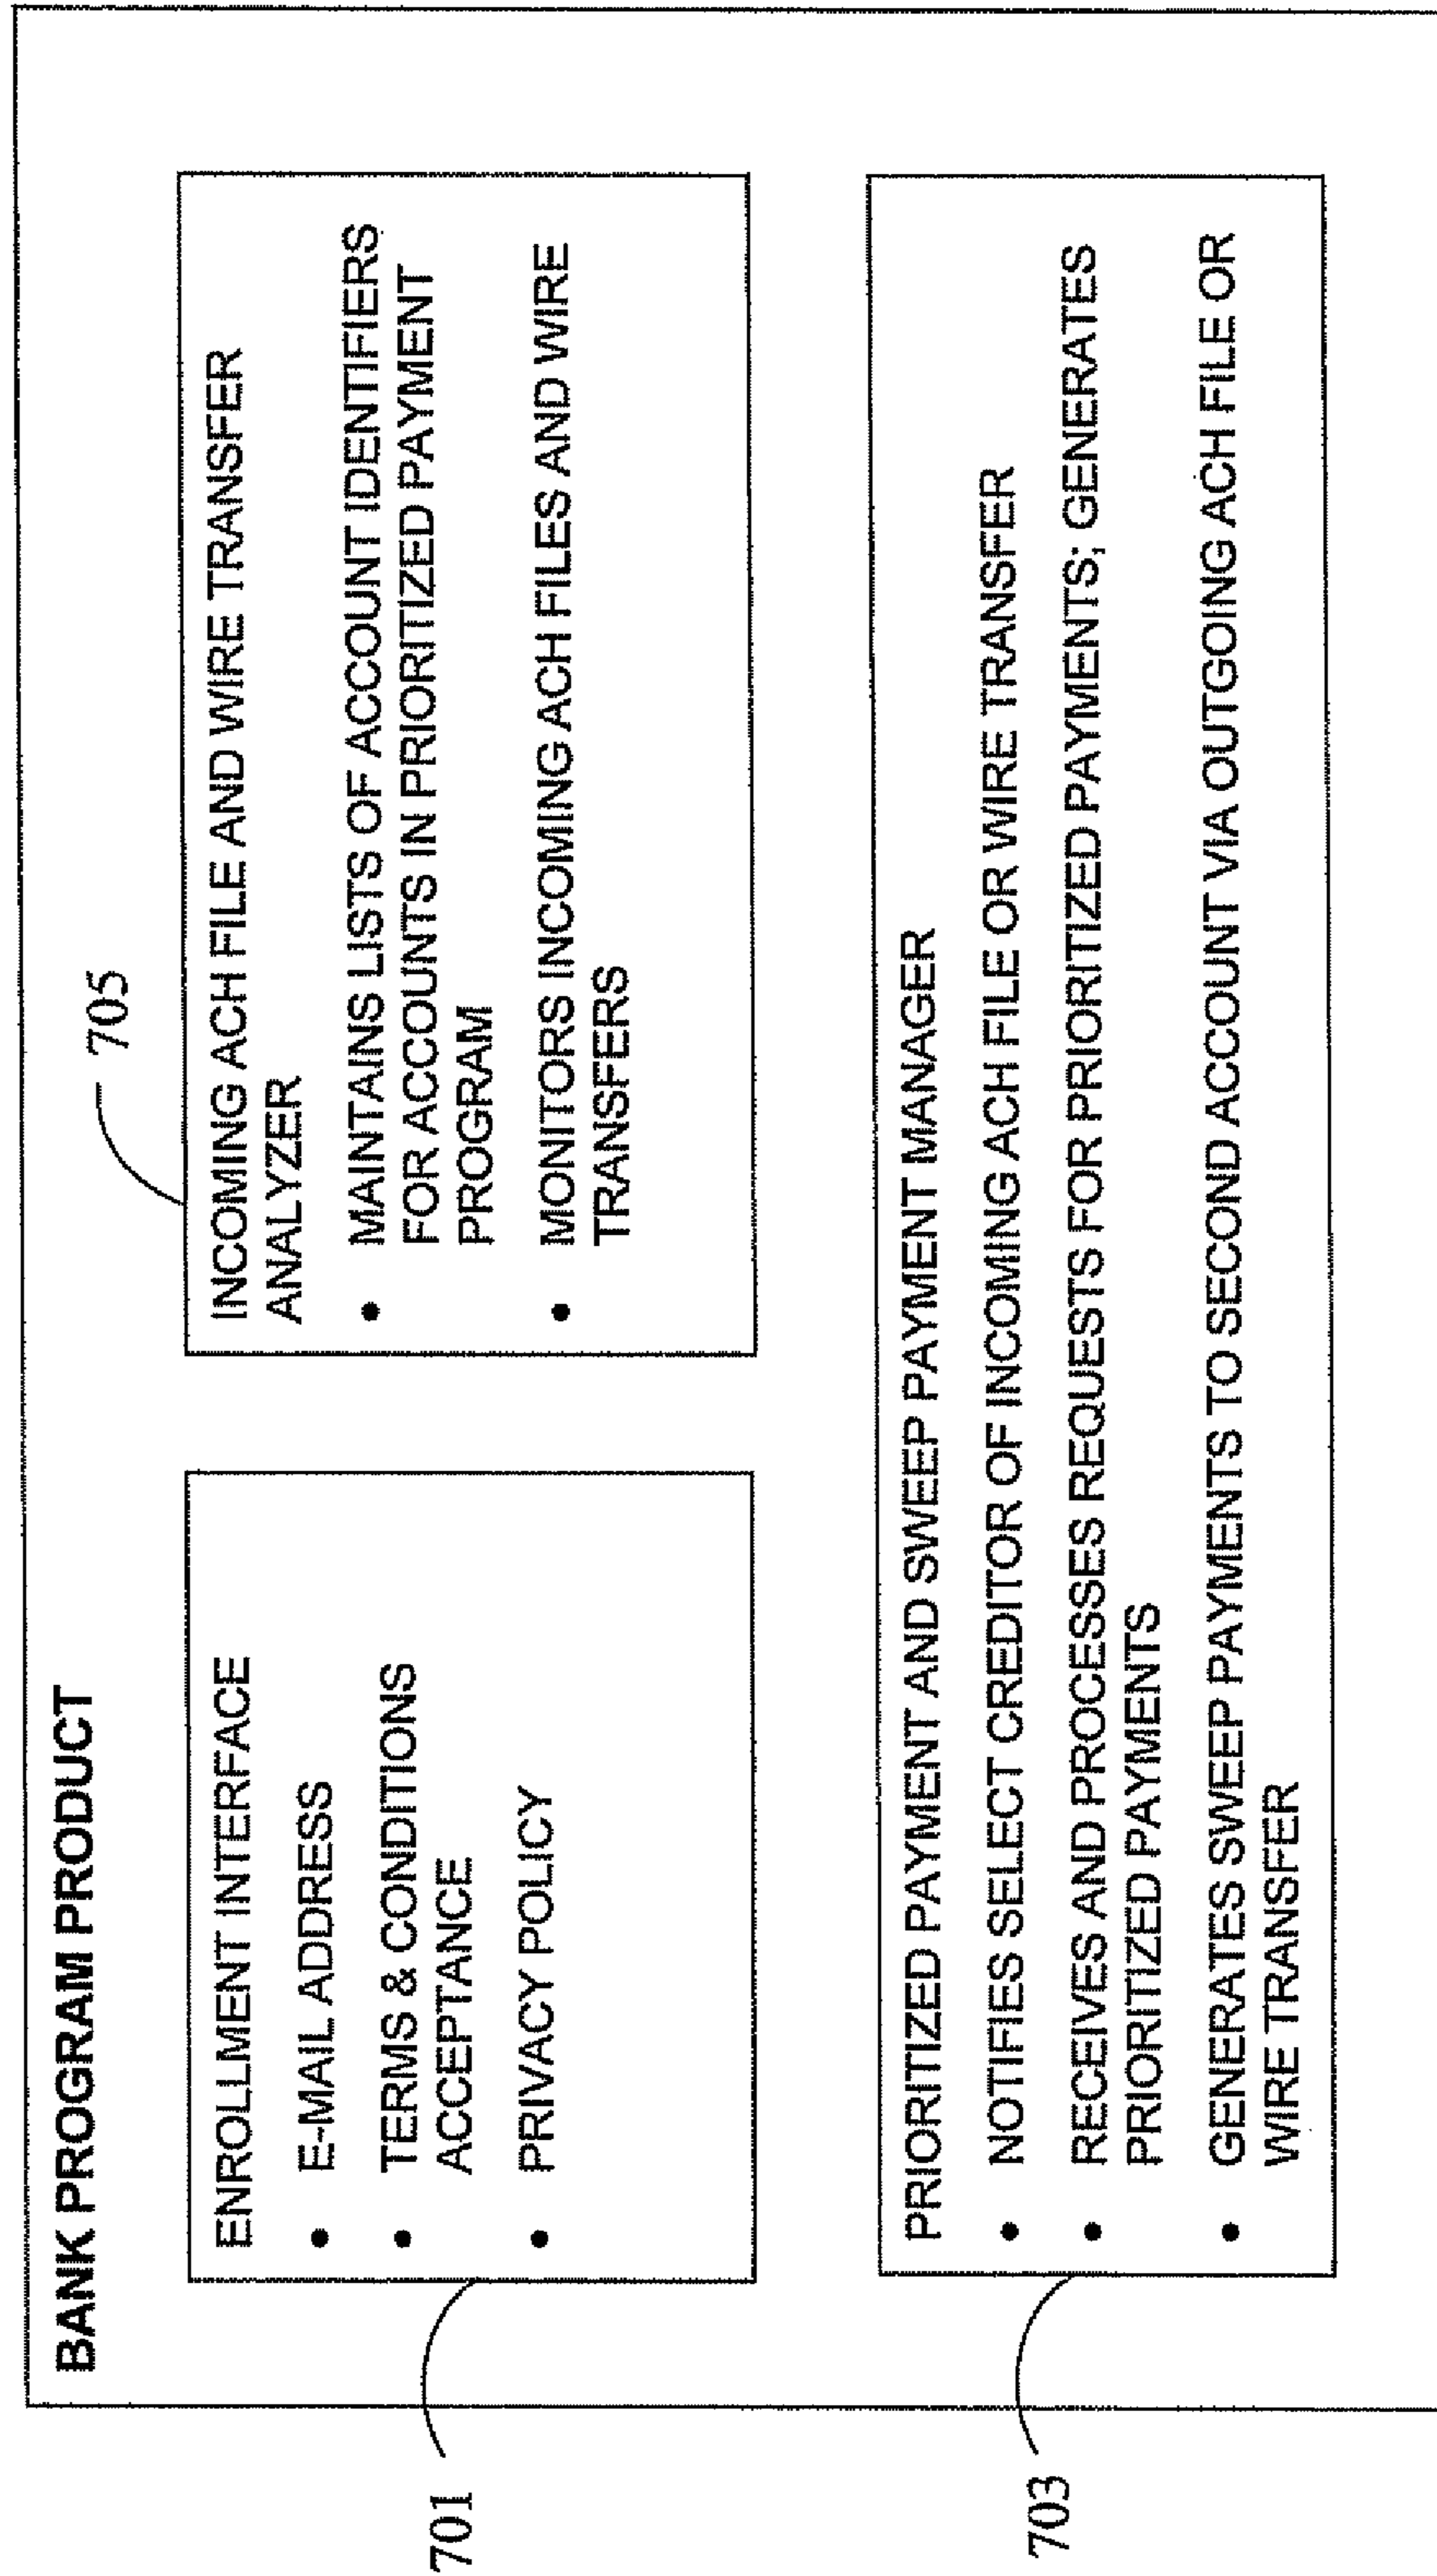 BANK PROGRAM PRODUCT
701
ENROLLMENT INTERFACE
• E-MAIL ADDRESS
• TERMS & CONDITIONS
ACCEPTANCE
• PRIVACY POLICY
705
INCOMING ACH FILE AND WIRE TRANSFER
ANALYZER
• MAINTAINS LISTS OF ACCOUNT IDENTIFIERS
FOR ACCOUNTS IN PRIORITIZED PAYMENT
PROGRAM
• MONITORS INCOMING ACH FILES AND WIRE
TRANSFERS
703
PRIORITIZED PAYMENT AND SWEEP PAYMENT MANAGER
• NOTIFIES SELECT CREDITOR OF INCOMING ACH FILE OR WIRE TRANSFER
• RECEIVES AND PROCESSES REQUESTS FOR PRIORITIZED PAYMENTS; GENERATES
PRIORITIZED PAYMENTS
• GENERATES SWEEP PAYMENTS TO SECOND ACCOUNT VIA OUTGOING ACH FILE OR
WIRE TRANSFER